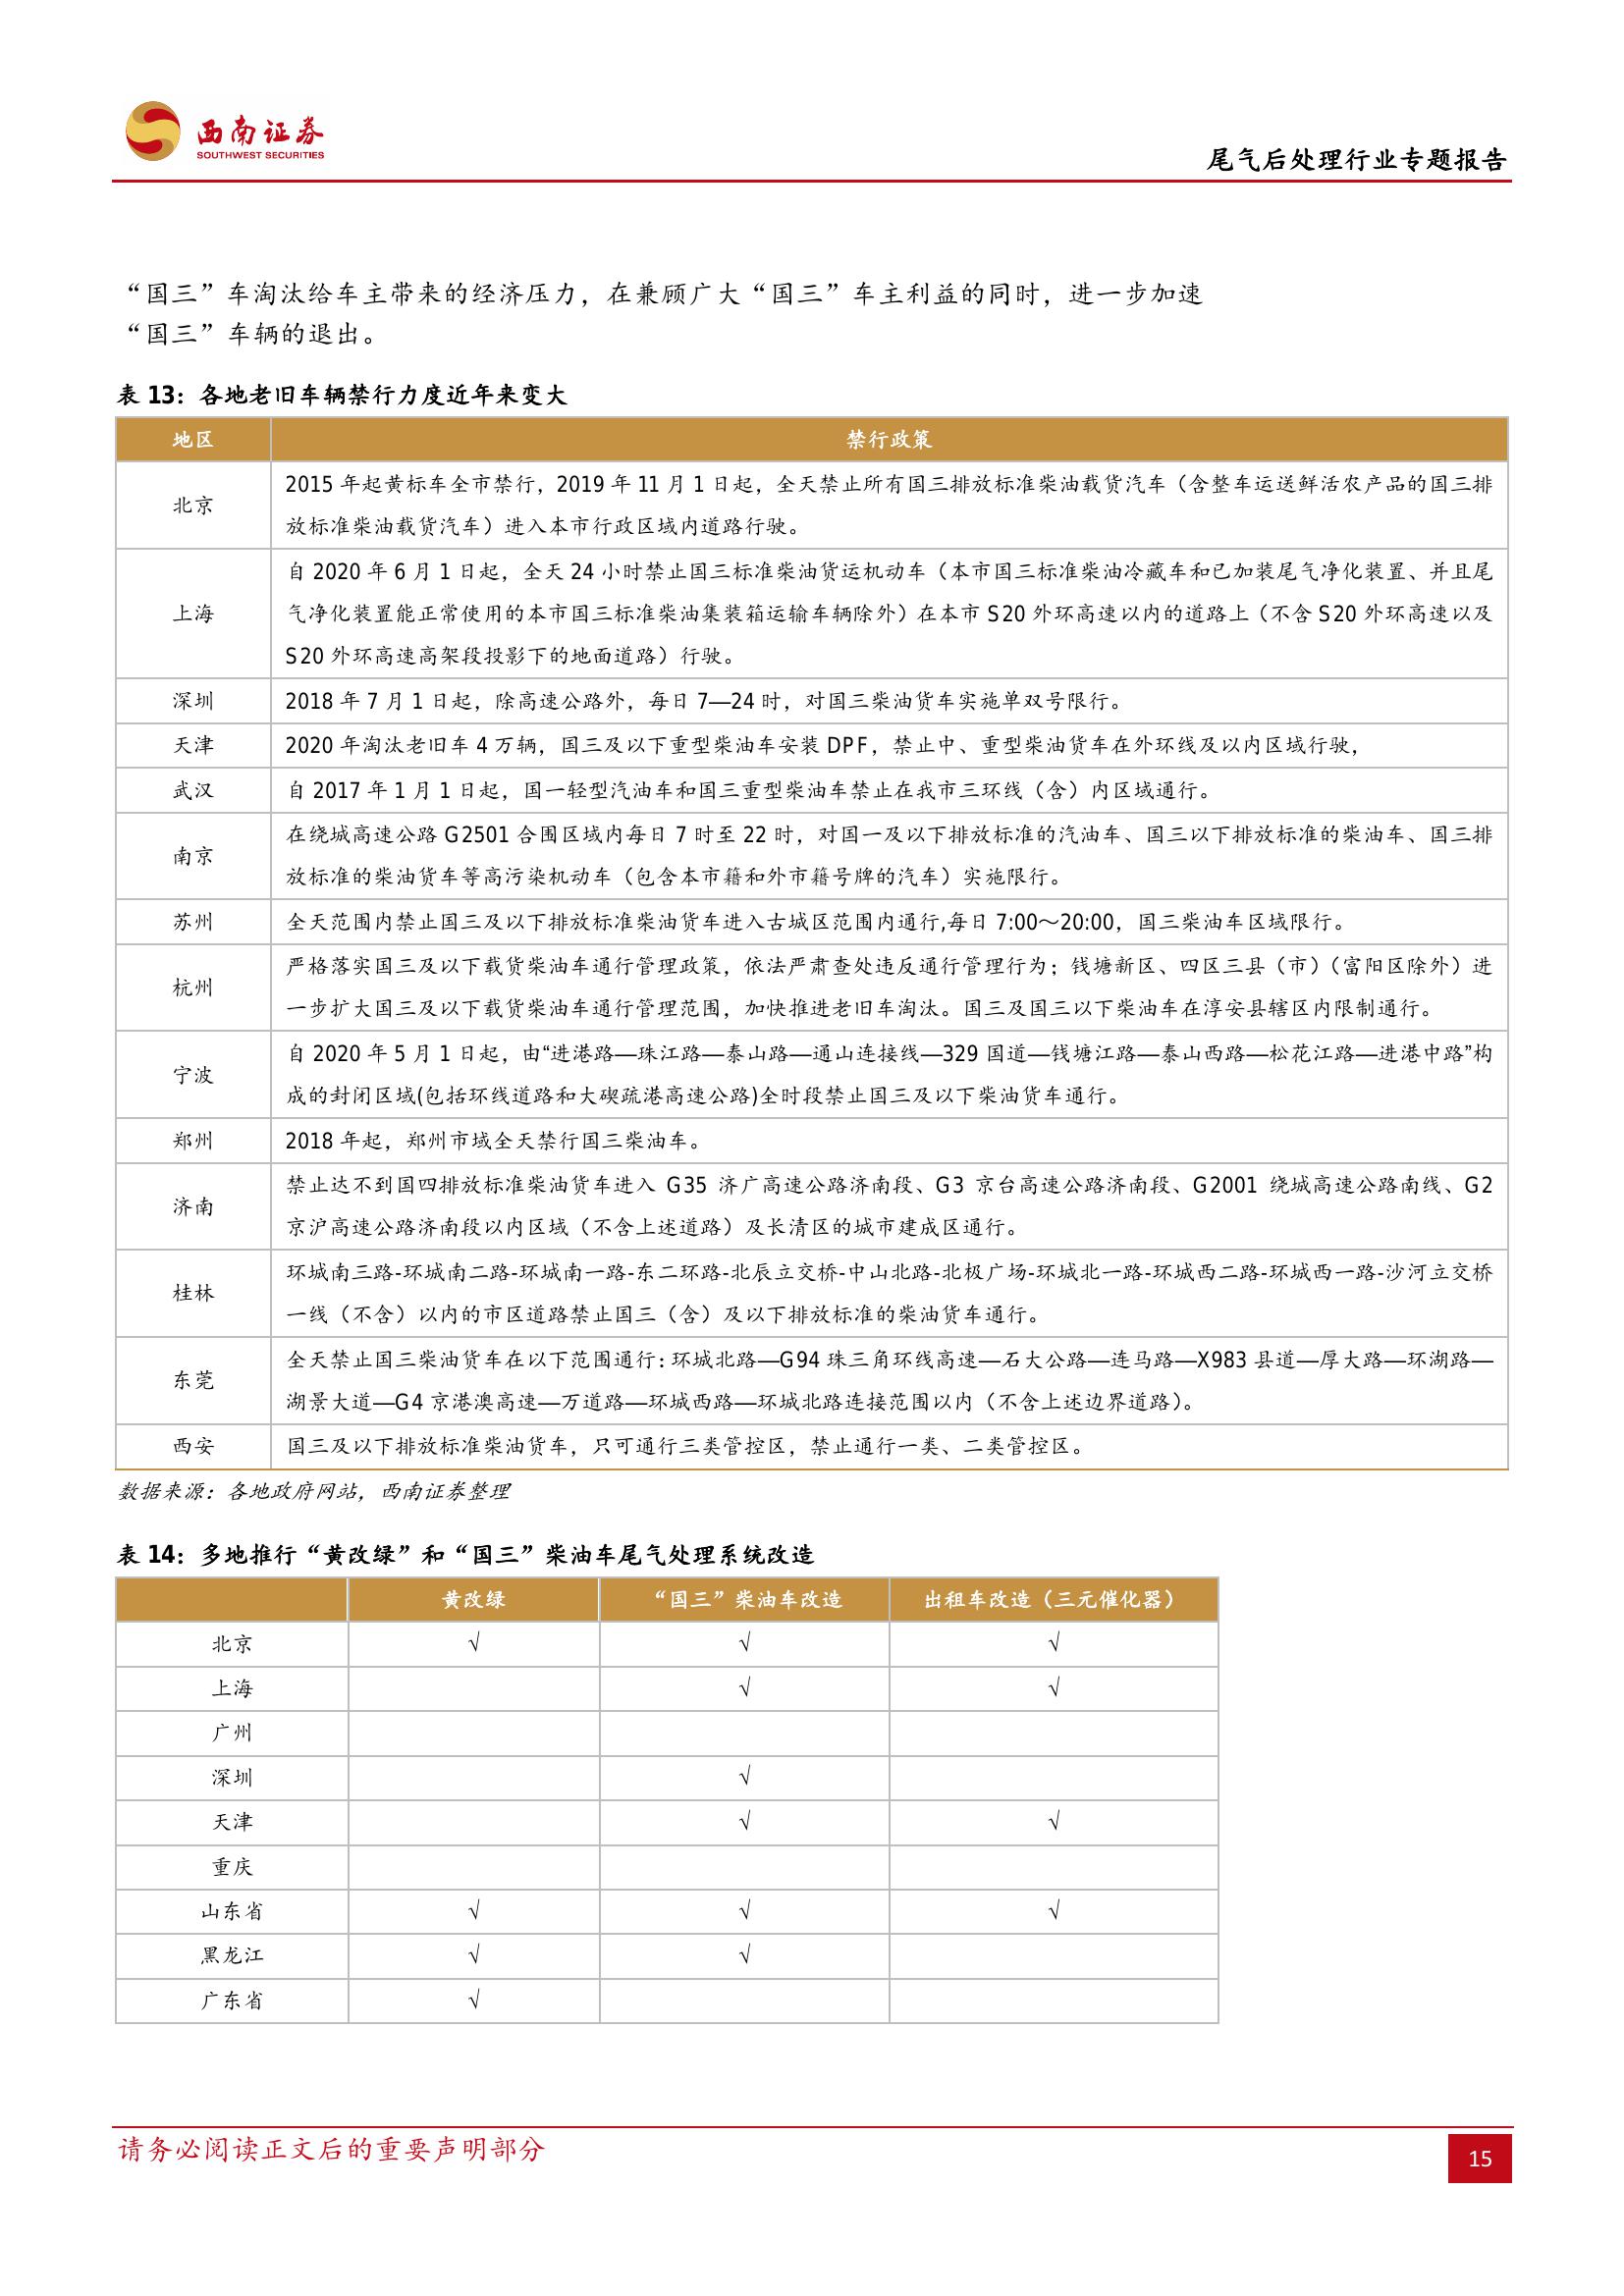 西南证券
SOUTHWEST SECURITIES
尾气后处理行业专题报告
“国三”车淘汰给车主带来的经济压力，在兼顾广大“国三”车主利益的同时，进一步加速
“国三”车辆的退出。
表 13：各地老旧车辆禁行力度近年来变大
地区 禁行政策
北京 2015 年起黄标车全市禁行，2019 年 11 月 1 日起，全天禁止所有国三排放标准柴油载货汽车（含整车运送鲜活农产品的国三排
放标准柴油载货汽车）进入本市行政区域内道路行驶。
上海 自 2020 年 6 月 1 日起，全天 24 小时禁止国三标准柴油货运机动车（本市国三标准柴油冷藏车和已加装尾气净化装置、并且尾
气净化装置能正常使用的本市国三标准柴油集装箱运输车辆除外）在本市 S20 外环高速以内的道路上（不含 S20 外环高速以及
S20 外环高速高架段投影下的地面道路）行驶。
深圳 2018 年 7 月 1 日起，除高速公路外，每日 7—24 时，对国三柴油货车实施单双号限行。
天津 2020 年淘汰老旧车 4 万辆，国三及以下重型柴油车安装 DPF，禁止中、重型柴油货车在外环线及以内区域行驶，
武汉 自 2017 年 1 月 1 日起，国一轻型汽油车和国三重型柴油车禁止在我市三环线（含）内区域通行。
南京 在绕城高速公路 G2501 合围区域内每日 7 时至 22 时，对国一及以下排放标准的汽油车、国三以下排放标准的柴油车、国三排
放标准的柴油货车等高污染机动车（包含本市籍和外市籍号牌的汽车）实施限行。
苏州 全天范围内禁止国三及以下排放标准柴油货车进入古城区范围内通行,每日 7:00～20:00，国三柴油车区域限行。
杭州 严格落实国三及以下载货柴油车通行管理政策，依法严肃查处违反通行管理行为；钱塘新区、四区三县（市）（富阳区除外）进
一步扩大国三及以下载货柴油车通行管理范围，加快推进老旧车淘汰。国三及国三以下柴油车在淳安县辖区内限制通行。
宁波 自 2020 年 5 月 1 日起，由“进港路—珠江路—泰山路—通山连接线—329 国道—钱塘江路—泰山西路—松花江路—进港中路”构
成的封闭区域(包括环线道路和大碶疏港高速公路)全时段禁止国三及以下柴油货车通行。
郑州 2018 年起，郑州市域全天禁行国三柴油车。
济南 禁止达不到国四排放标准柴油货车进入 G35 济广高速公路济南段、G3 京台高速公路济南段、G2001 绕城高速公路南线、G2
京沪高速公路济南段以内区域（不含上述道路）及长清区的城市建成区通行。
桂林 环城南三路-环城南二路-环城南一路-东二环路-北辰立交桥-中山北路-北极广场-环城北一路-环城西二路-环城西一路-沙河立交桥
一线（不含）以内的市区道路禁止国三（含）及以下排放标准的柴油货车通行。
东莞 全天禁止国三柴油货车在以下范围通行：环城北路—G94 珠三角环线高速—石大公路—连马路—X983 县道—厚大路—环湖路—
湖景大道—G4 京港澳高速—万道路—环城西路—环城北路连接范围以内（不含上述边界道路）。
西安 国三及以下排放标准柴油货车，只可通行三类管控区，禁止通行一类、二类管控区。
数据来源：各地政府网站，西南证券整理
表 14：多地推行“黄改绿”和“国三”柴油车尾气处理系统改造
黄改绿 “国三”柴油车改造 出租车改造（三元催化器）
北京 √ √ √
上海 √ √
广州
深圳 √
天津 √ √
重庆
山东省 √ √ √
黑龙江 √ √
广东省 √
请务必阅读正文后的重要声明部分
15